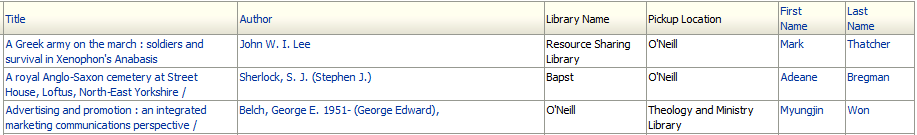 Title Author Library Name Pickup Location First Name Last Name
A Greek army on the march : soldiers and John W. I. Lee Resource Sharing O'Neill Mark Thatcher
survival in Xenophon's Anabasis Library
A royal Anglo-Saxon cemetery at Street Sherlock, S. J. (Stephen J.) Bapst O'Neill Adeane Bregman
House, Loftus, North-East Yorkshire /
Advertising and promotion : an integrated Belch, George E. 1951- (George Edward), O'Neill Theology and Ministry Myungjin Won
marketing communications perspective / Library